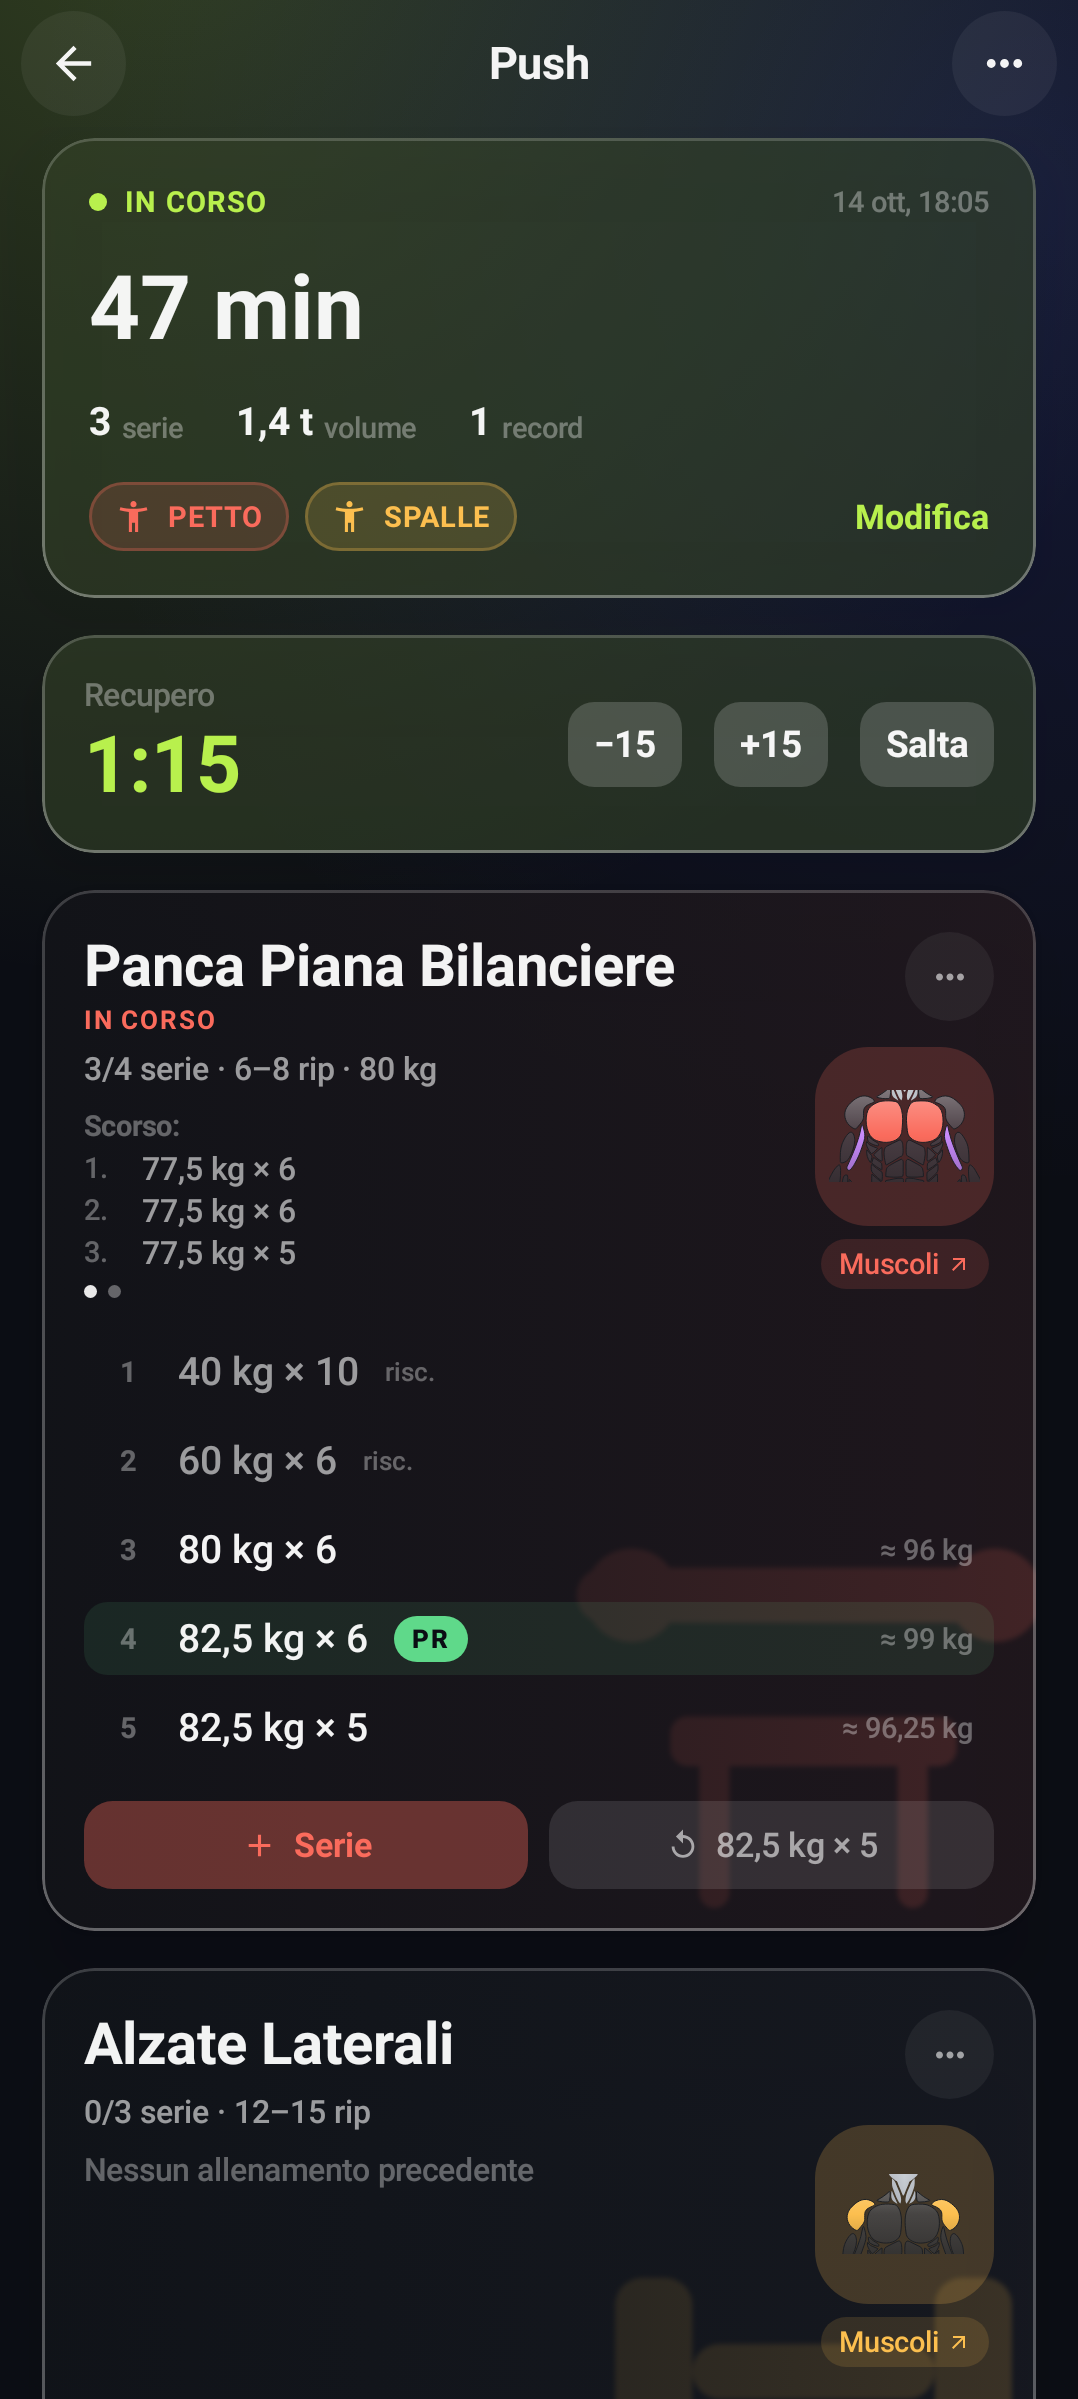 Push
IN CORSO
14 ott, 18:05
47 min
3 serie 1,4 t volume 1 record
PETTO SPALLE Modifica
Recupero
1:15
−15 +15 Salta
Panca Piana Bilanciere
IN CORSO
3/4 serie · 6–8 rip · 80 kg
Scorso:
1. 77,5 kg × 6
2. 77,5 kg × 6
3. 77,5 kg × 5
Muscoli
1 40 kg × 10 risc.
2 60 kg × 6 risc.
3 80 kg × 6 ≈ 96 kg
4 82,5 kg × 6 PR ≈ 99 kg
5 82,5 kg × 5 ≈ 96,25 kg
+ Serie 82,5 kg × 5
Alzate Laterali
0/3 serie · 12–15 rip
Nessun allenamento precedente
Muscoli